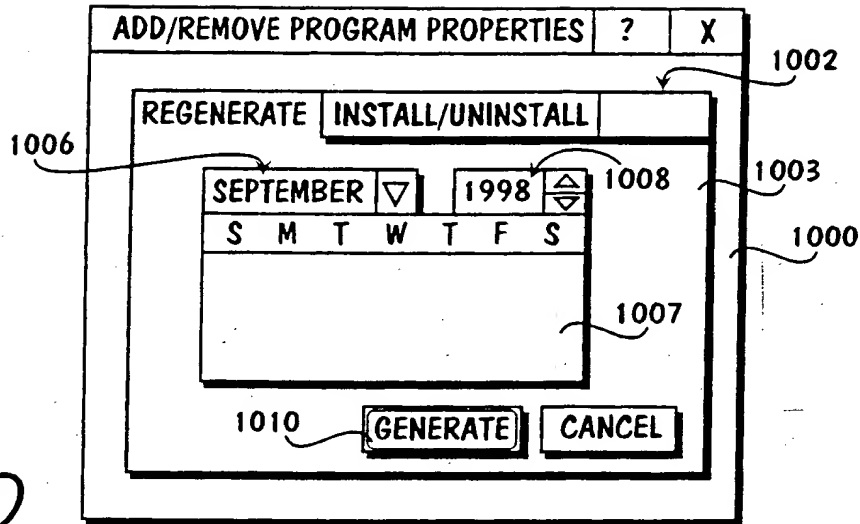 ADD/REMOVE PROGRAM PROPERTIES ? X
1002
REGENERATE INSTALL/UNINSTALL
1006
SEPTEMBER 1998
1008
1003
S M T W T F S
1000
1007
1010
GENERATE CANCEL